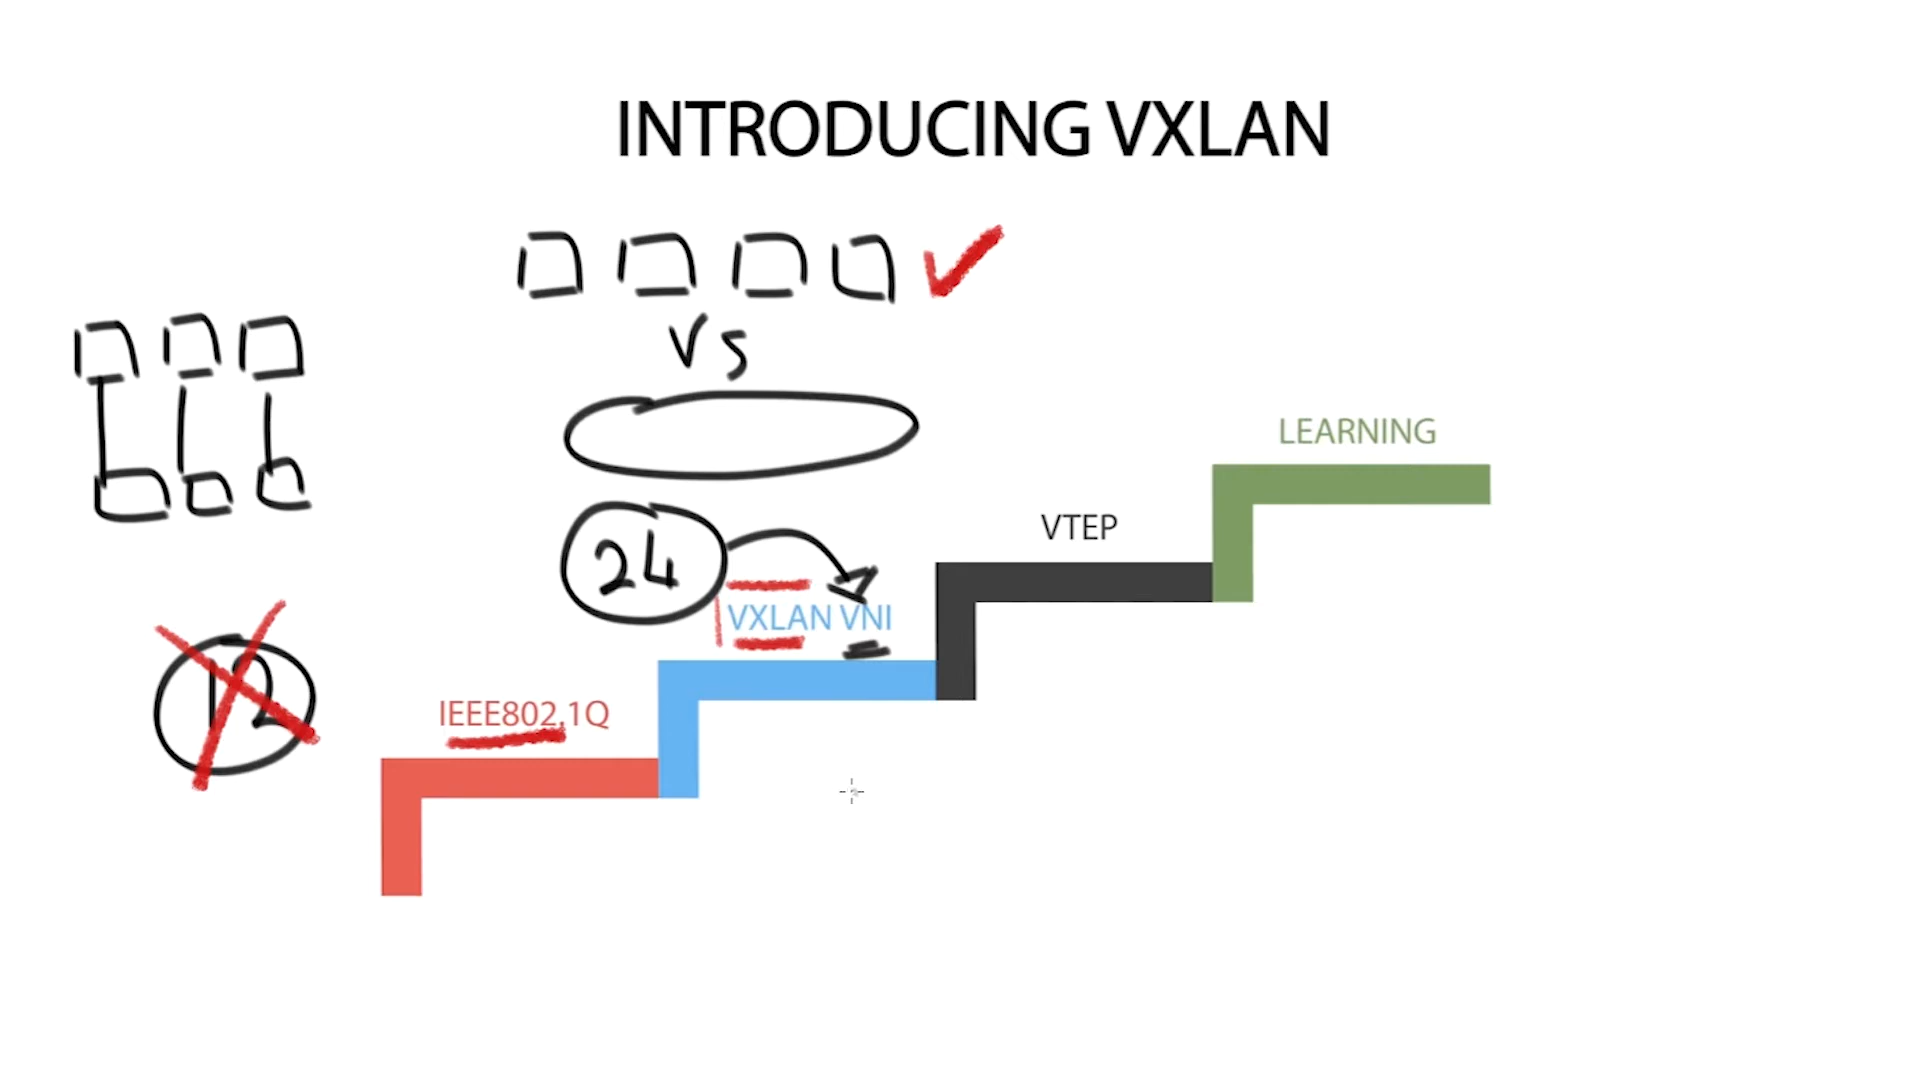 INTRODUCING VXLAN
VS
LEARNING
VTEP
24
VXLAN VNI
12
IEEE802,1Q